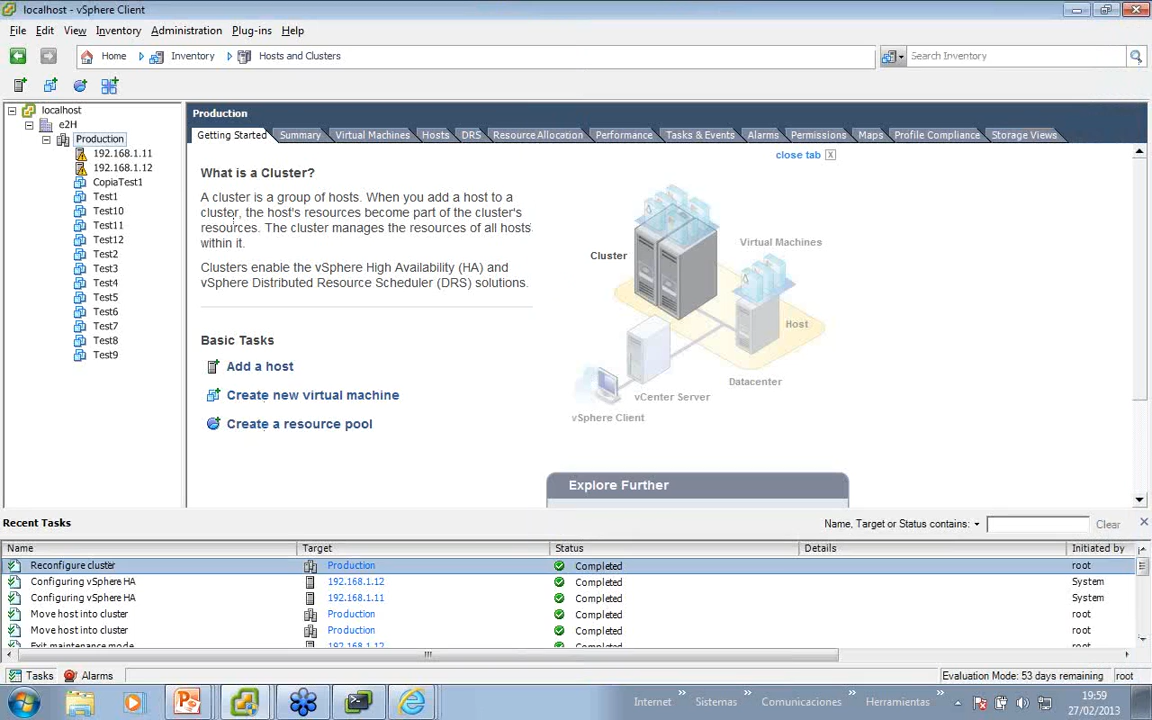 localhost - vSphere Client
File Edit View Inventory Administration Plug-ins Help
Home Inventory Hosts and Clusters
Search Inventory
localhost
e2H
Production
192.168.1.11
192.168.1.12
CopiaTest1
Test1
Test10
Test11
Test12
Test2
Test3
Test4
Test5
Test6
Test7
Test8
Test9
Production
Getting Started Summary Virtual Machines Hosts DRS Resource Allocation Performance Tasks & Events Alarms Permissions Maps Profile Compliance Storage Views
close tab X
What is a Cluster?
A cluster is a group of hosts. When you add a host to a
cluster, the host's resources become part of the cluster's
resources. The cluster manages the resources of all hosts
within it.
Clusters enable the vSphere High Availability (HA) and
vSphere Distributed Resource Scheduler (DRS) solutions.
Basic Tasks
Add a host
Create new virtual machine
Create a resource pool
Cluster
Virtual Machines
Host
Datacenter
vCenter Server
vSphere Client
Explore Further
Recent Tasks
Name, Target or Status contains: Clear
Name Target Status Details Initiated by
Reconfigure cluster Production Completed root
Configuring vSphere HA 192.168.1.12 Completed System
Configuring vSphere HA 192.168.1.11 Completed System
Move host into cluster Production Completed root
Move host into cluster Production Completed root
Exit maintenance mode 192.168.1.12 Completed root
Tasks Alarms
Evaluation Mode: 53 days remaining root
Internet Sistemas Comunicaciones Herramientas
19:59
27/02/2013